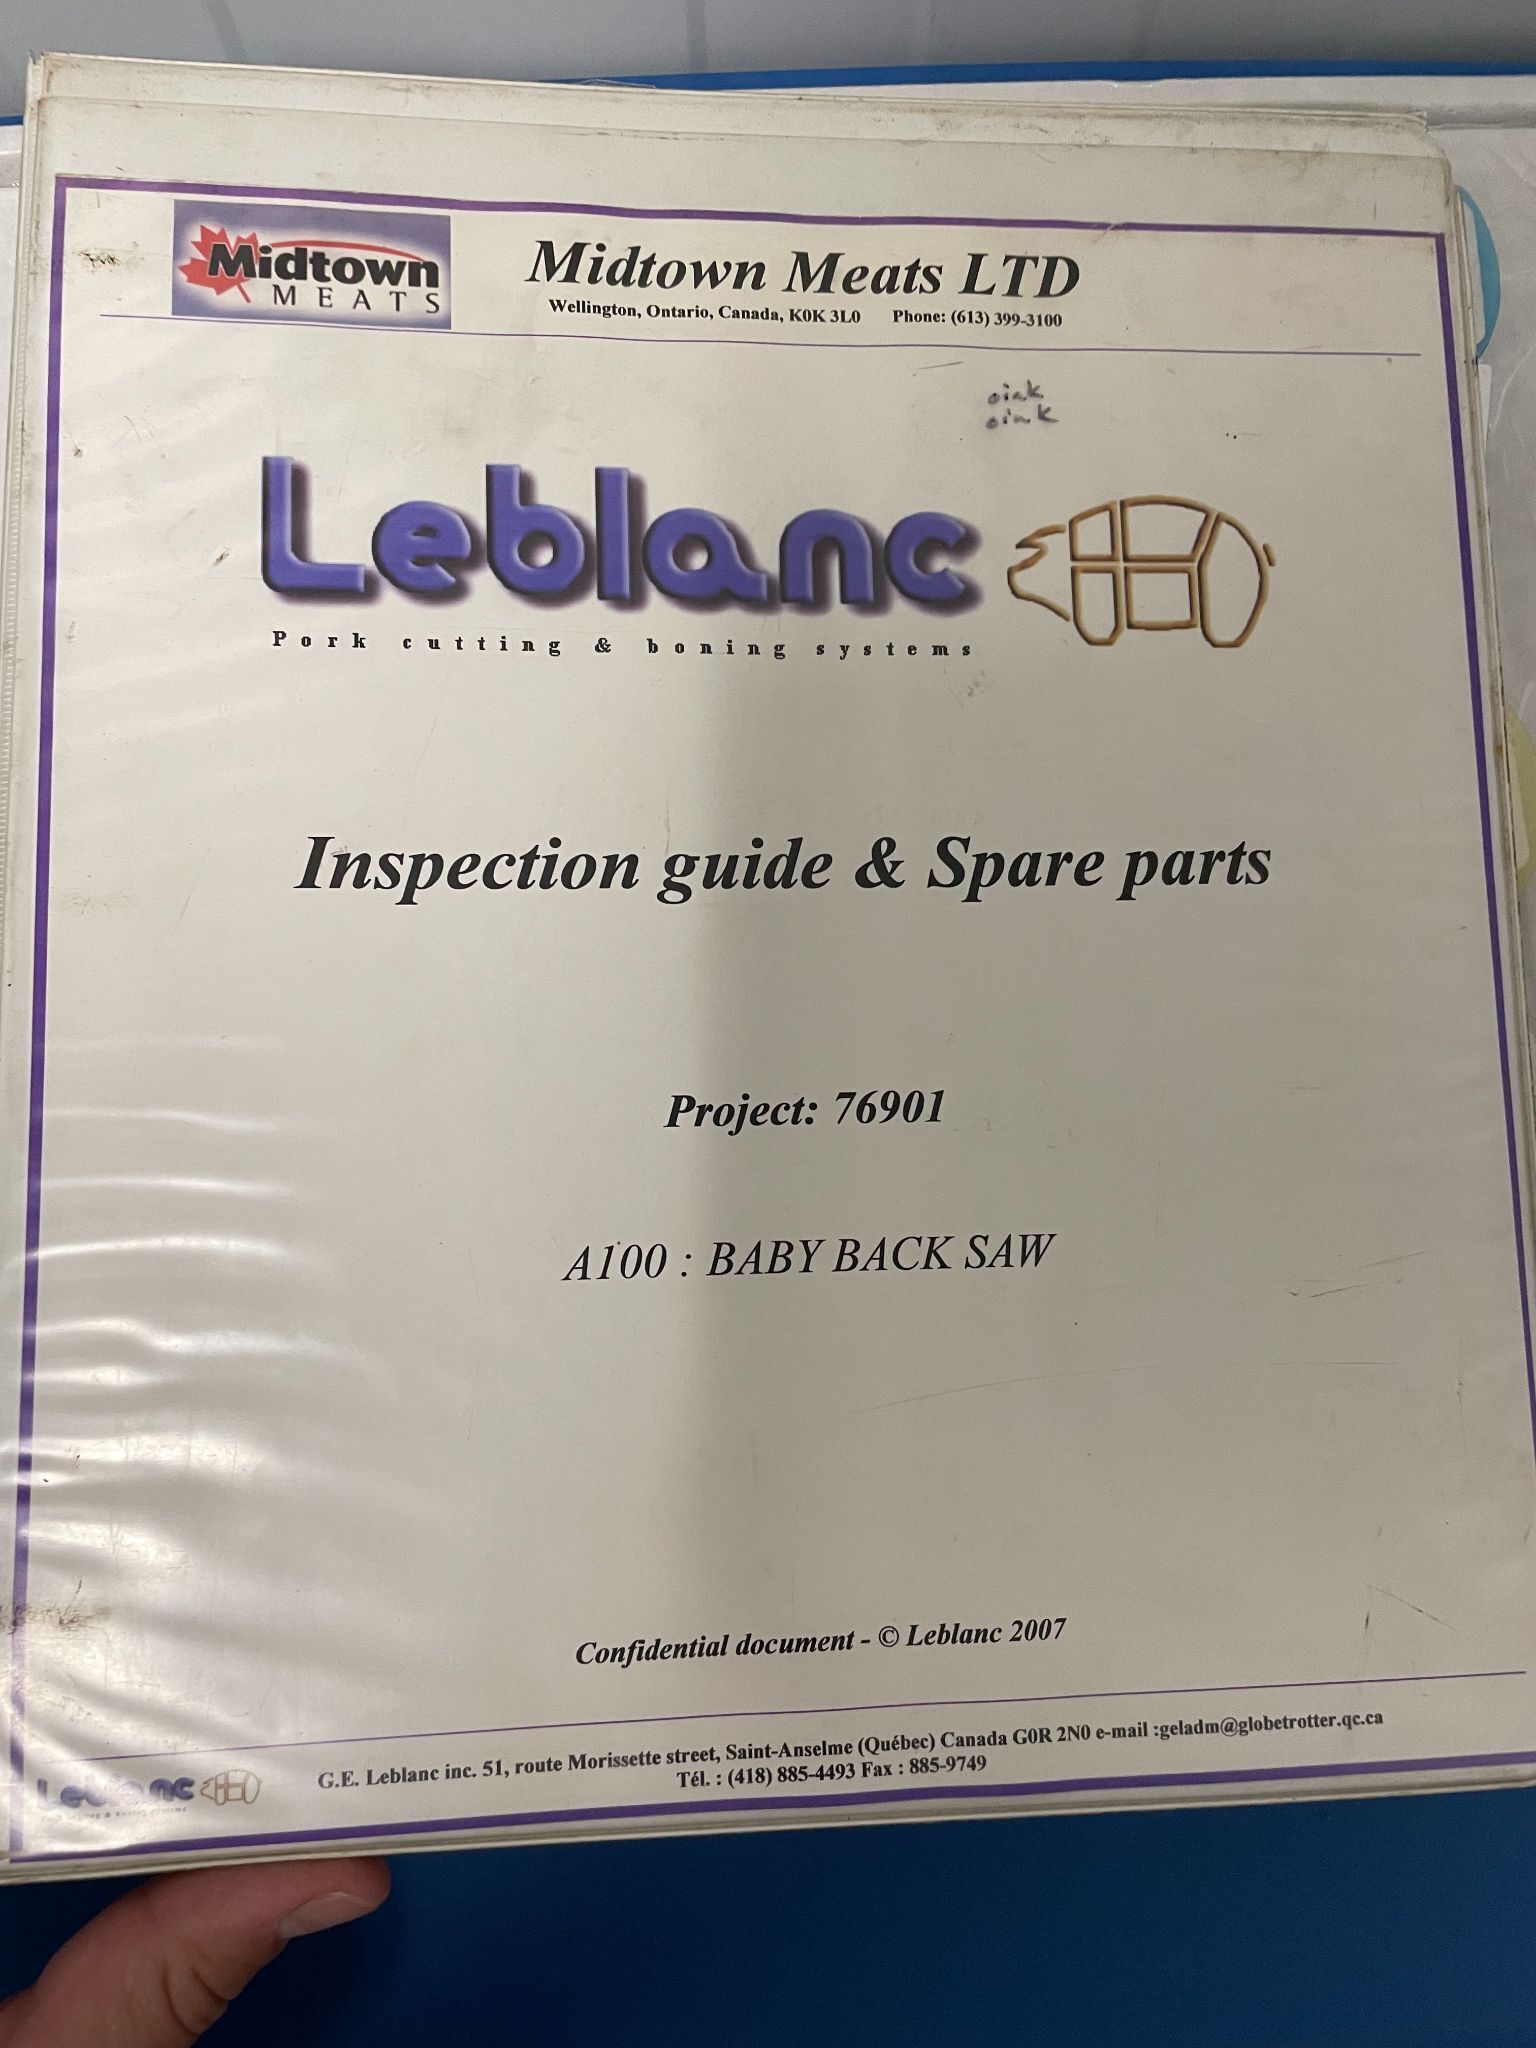 Midtown
MEATS
Midtown Meats LTD
Wellington, Ontario, Canada, K0K 3L0 Phone: (613) 399-3100
oink
oink
Leblanc
Pork cutting & boning systems
Inspection guide & Spare parts
Project: 76901
A100 : BABY BACK SAW
Confidential document - © Leblanc 2007
G.E. Leblanc inc. 51, route Morissette street, Saint-Anselme (Québec) Canada G0R 2N0 e-mail :geladm@globetrotter.qc.ca
Tél. : (418) 885-4493 Fax : 885-9749
Leblanc